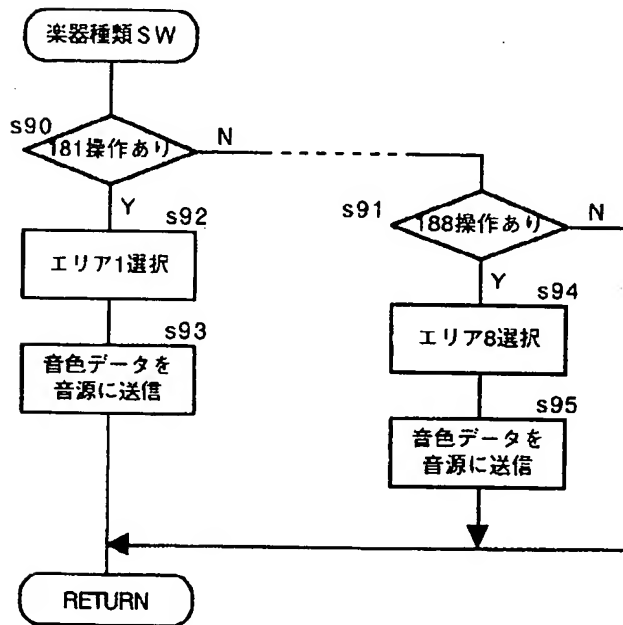 楽器種類SW
s90
181操作あり
N
Y
s91
188操作あり
N
Y
s92
エリア1選択
s93
音色データを
音源に送信
s94
エリア8選択
s95
音色データを
音源に送信
RETURN